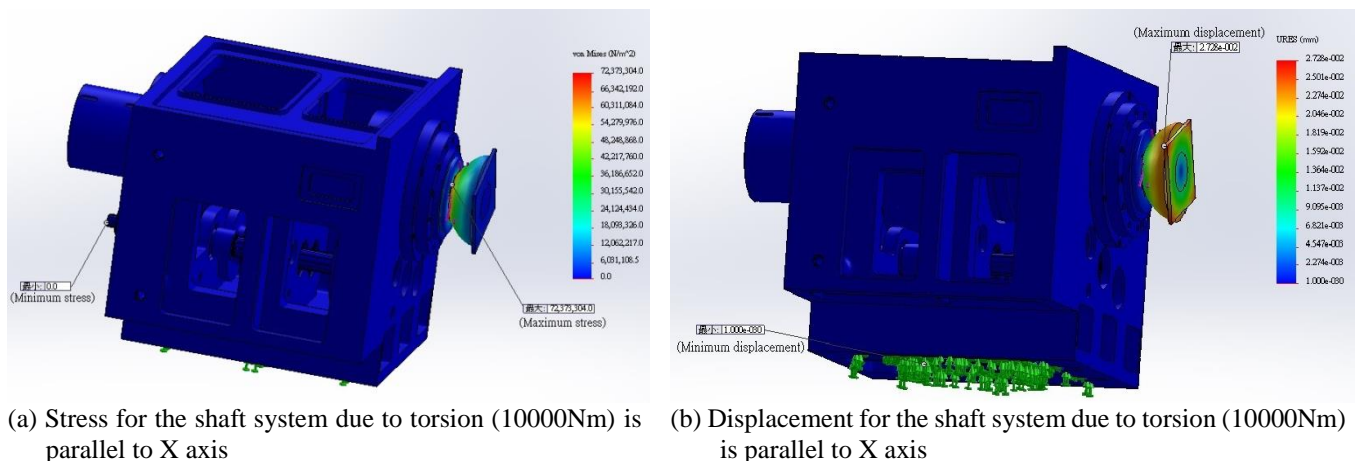 von Mises (N/m^2)
72,373,304.0
66,342,192.0
60,311,084.0
54,279,976.0
48,248,868.0
42,217,760.0
36,186,652.0
30,155,542.0
24,124,434.0
18,093,326.0
12,062,217.0
6,031,108.5
0.0
最小: 0.0
(Minimum stress)
最大: 72,373,304.0
(Maximum stress)
(a) Stress for the shaft system due to torsion (10000Nm) is
parallel to X axis
(Maximum displacement)
最大: 2.728e-002
URES (mm)
2.728e-002
2.501e-002
2.274e-002
2.046e-002
1.819e-002
1.592e-002
1.364e-002
1.137e-002
9.095e-003
6.821e-003
4.547e-003
2.274e-003
1.000e-030
最小: 1.000e-030
(Minimum displacement)
(b) Displacement for the shaft system due to torsion (10000Nm)
is parallel to X axis